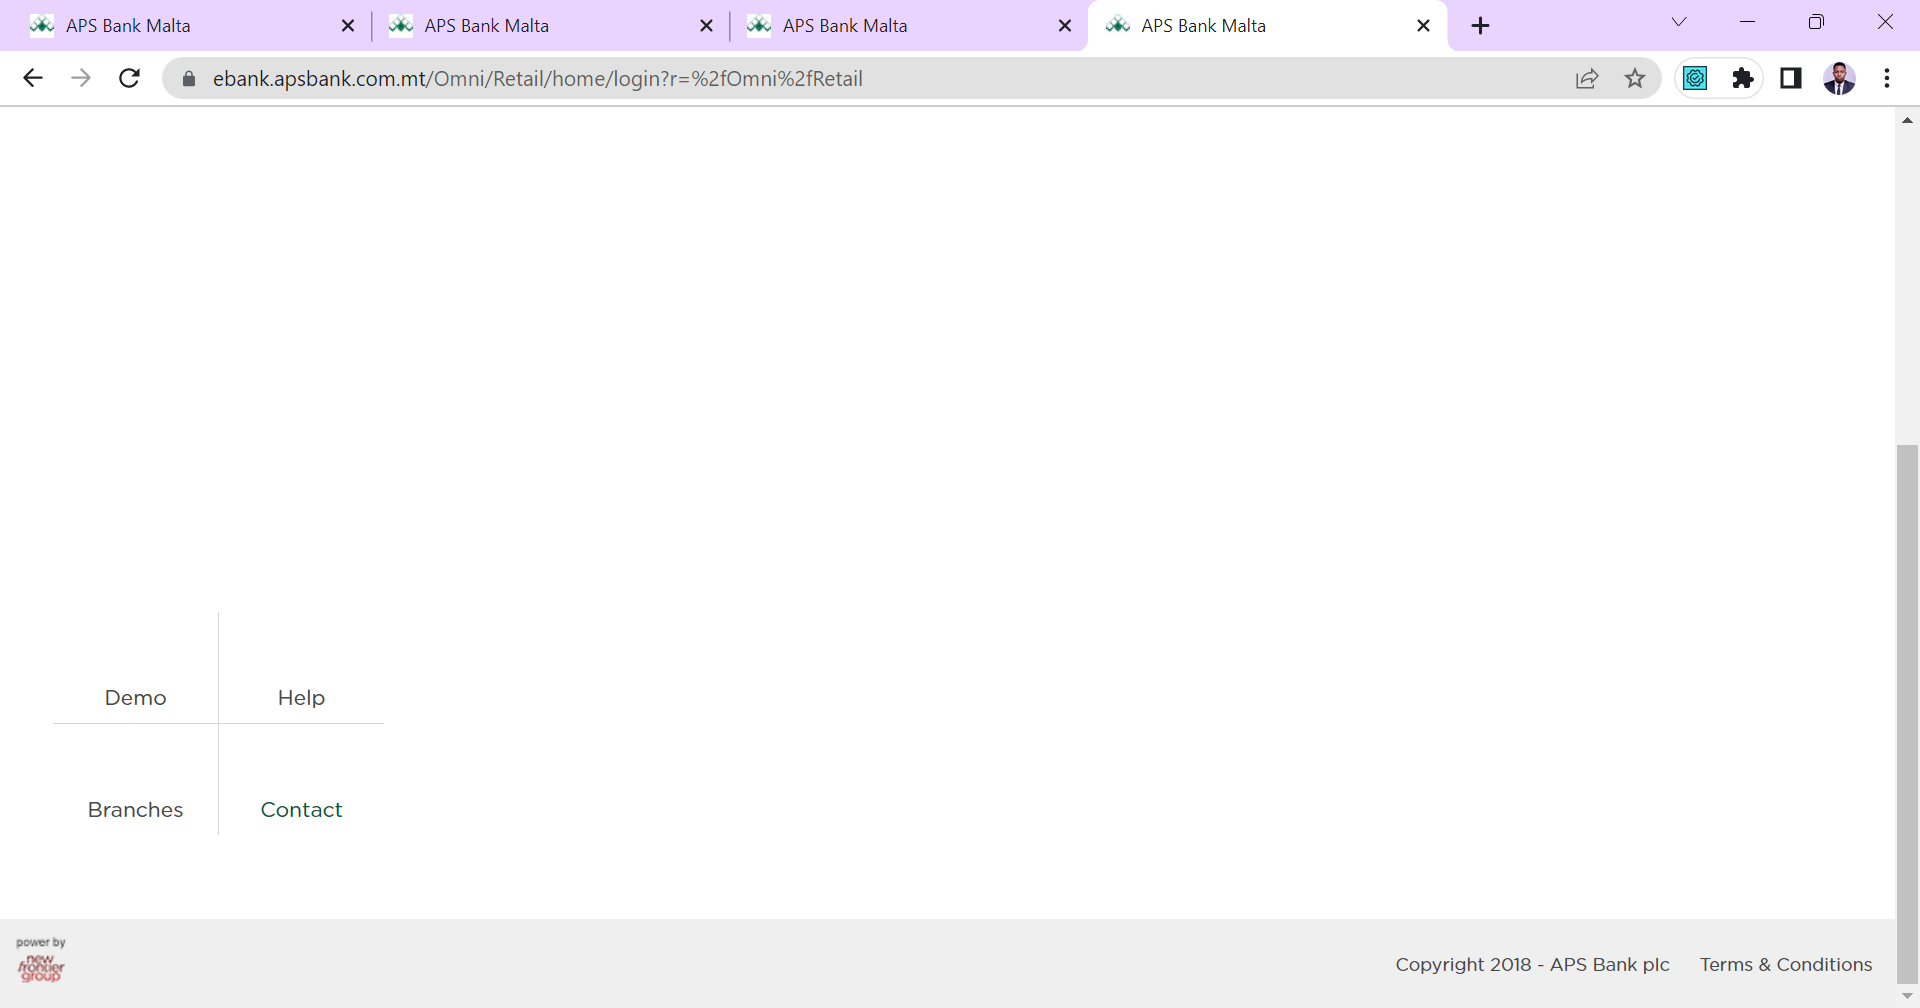 APS Bank Malta
APS Bank Malta
APS Bank Malta
APS Bank Malta
ebank.apsbank.com.mt/Omni/Retail/home/login?r=%2fOmni%2fRetail
Demo
Help
Branches
Contact
power by
new
frontier
group
Copyright 2018 - APS Bank plc
Terms & Conditions